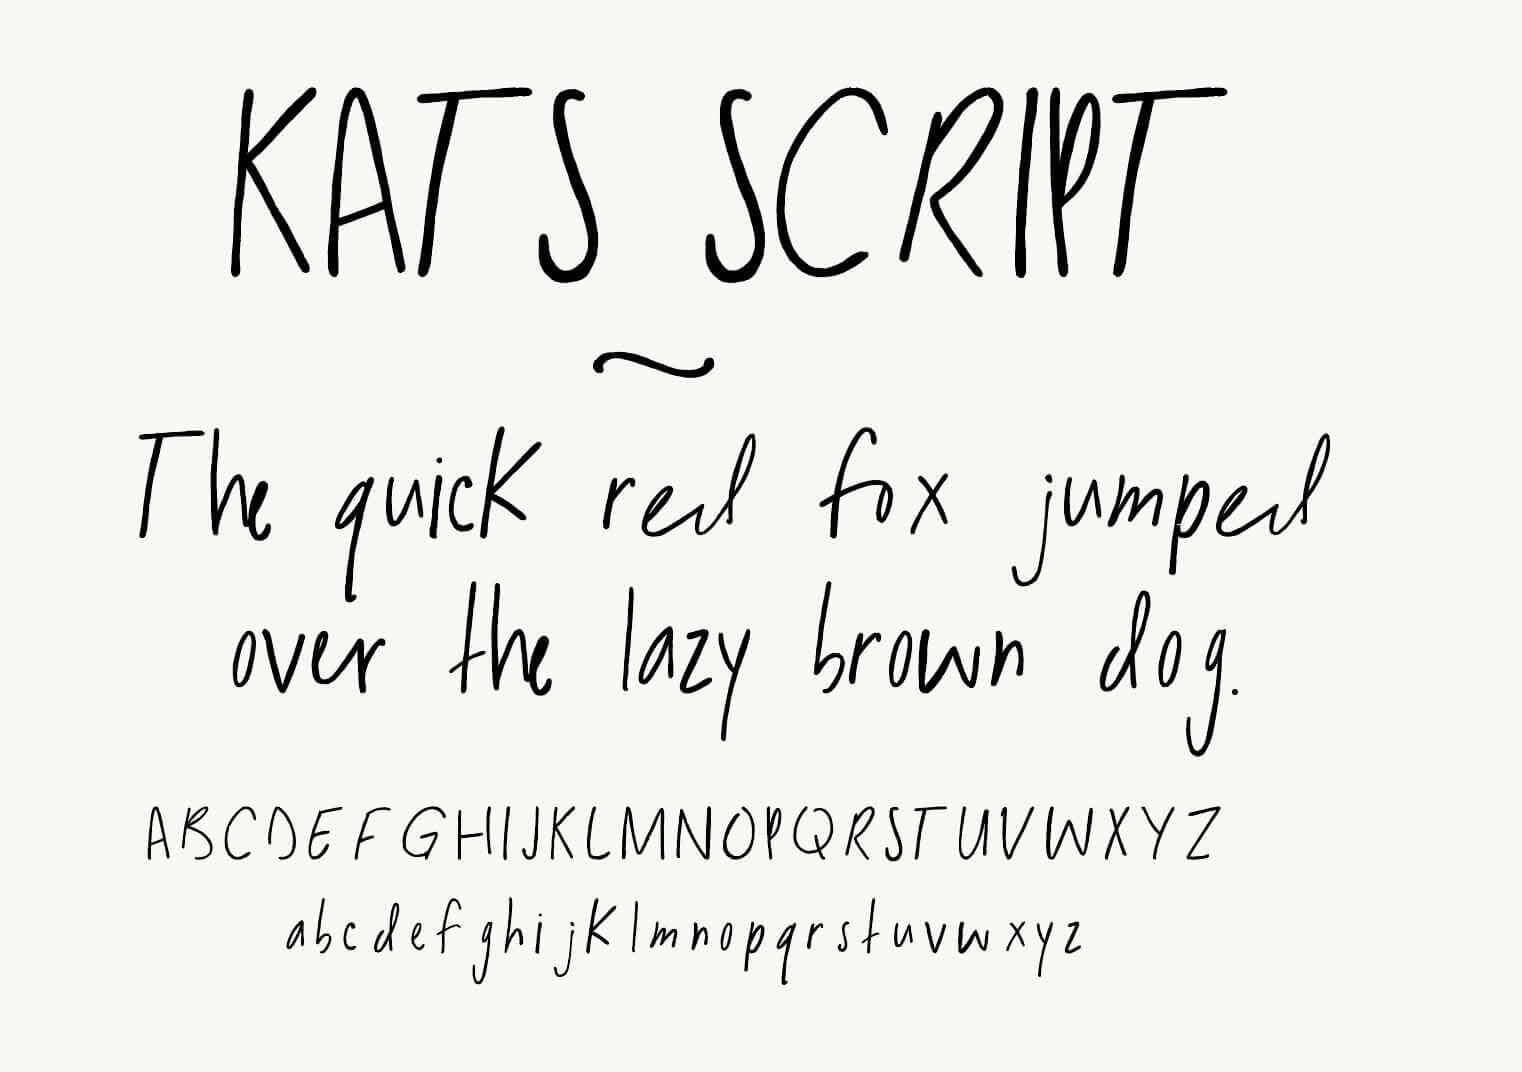 KATS SCRIPT
~
The quick red fox jumped
over the lazy brown dog.
ABCDEFGHIJKLMNOPQRSTUVWXYZ
abcdefghijklmnopqrstuvwxyz